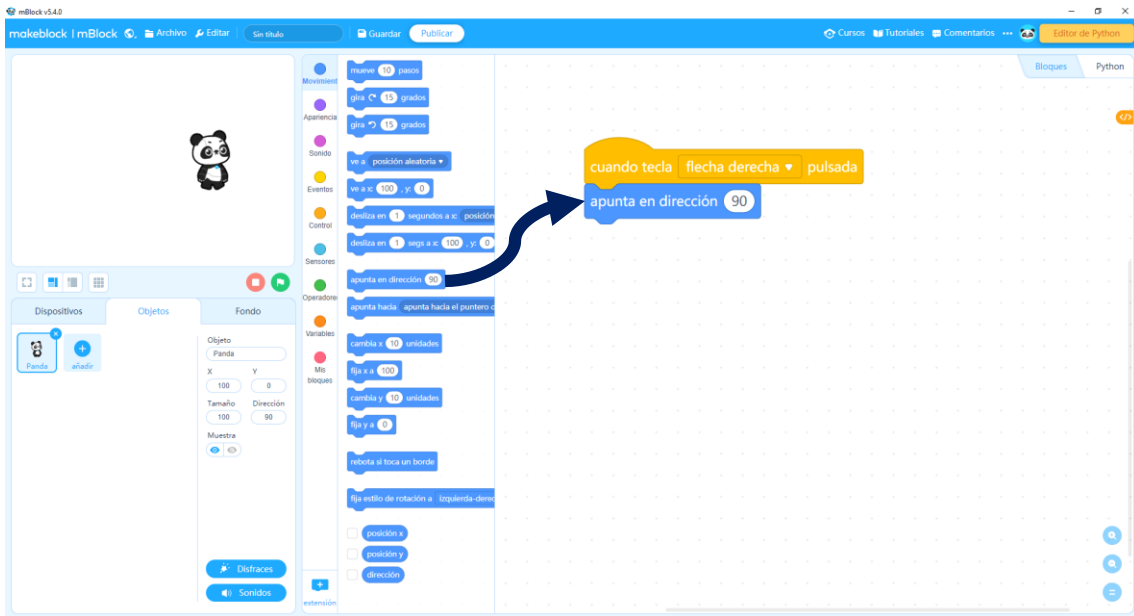 mBlock v5.4.0
makeblock | mBlock Archivo Editar Sin título Guardar Publicar Cursos Tutoriales Comentarios Editor de Python
Bloques Python
Movimient
Apariencia
Sonido
Eventos
Control
Sensores
Operadore
Variables
Mis
bloques
extensión
mueve 10 pasos
gira 15 grados
gira 15 grados
ve a posición aleatoria
ve a x: 100 , y: 0
desliza en 1 segundos a x: posición
desliza en 1 segs a x: 100 , y: 0
apunta en dirección 90
apunta hacia apunta hacia el puntero d
cambia x 10 unidades
fija x a 100
cambia y 10 unidades
fija y a 0
rebota si toca un borde
fija estilo de rotación a izquierda-derec
posición x
posición y
dirección
cuando tecla flecha derecha pulsada
apunta en dirección 90
Dispositivos Objetos Fondo
Panda
añadir
Objeto
Panda
X Y
100 0
Tamaño Dirección
100 90
Muestra
Disfraces
Sonidos